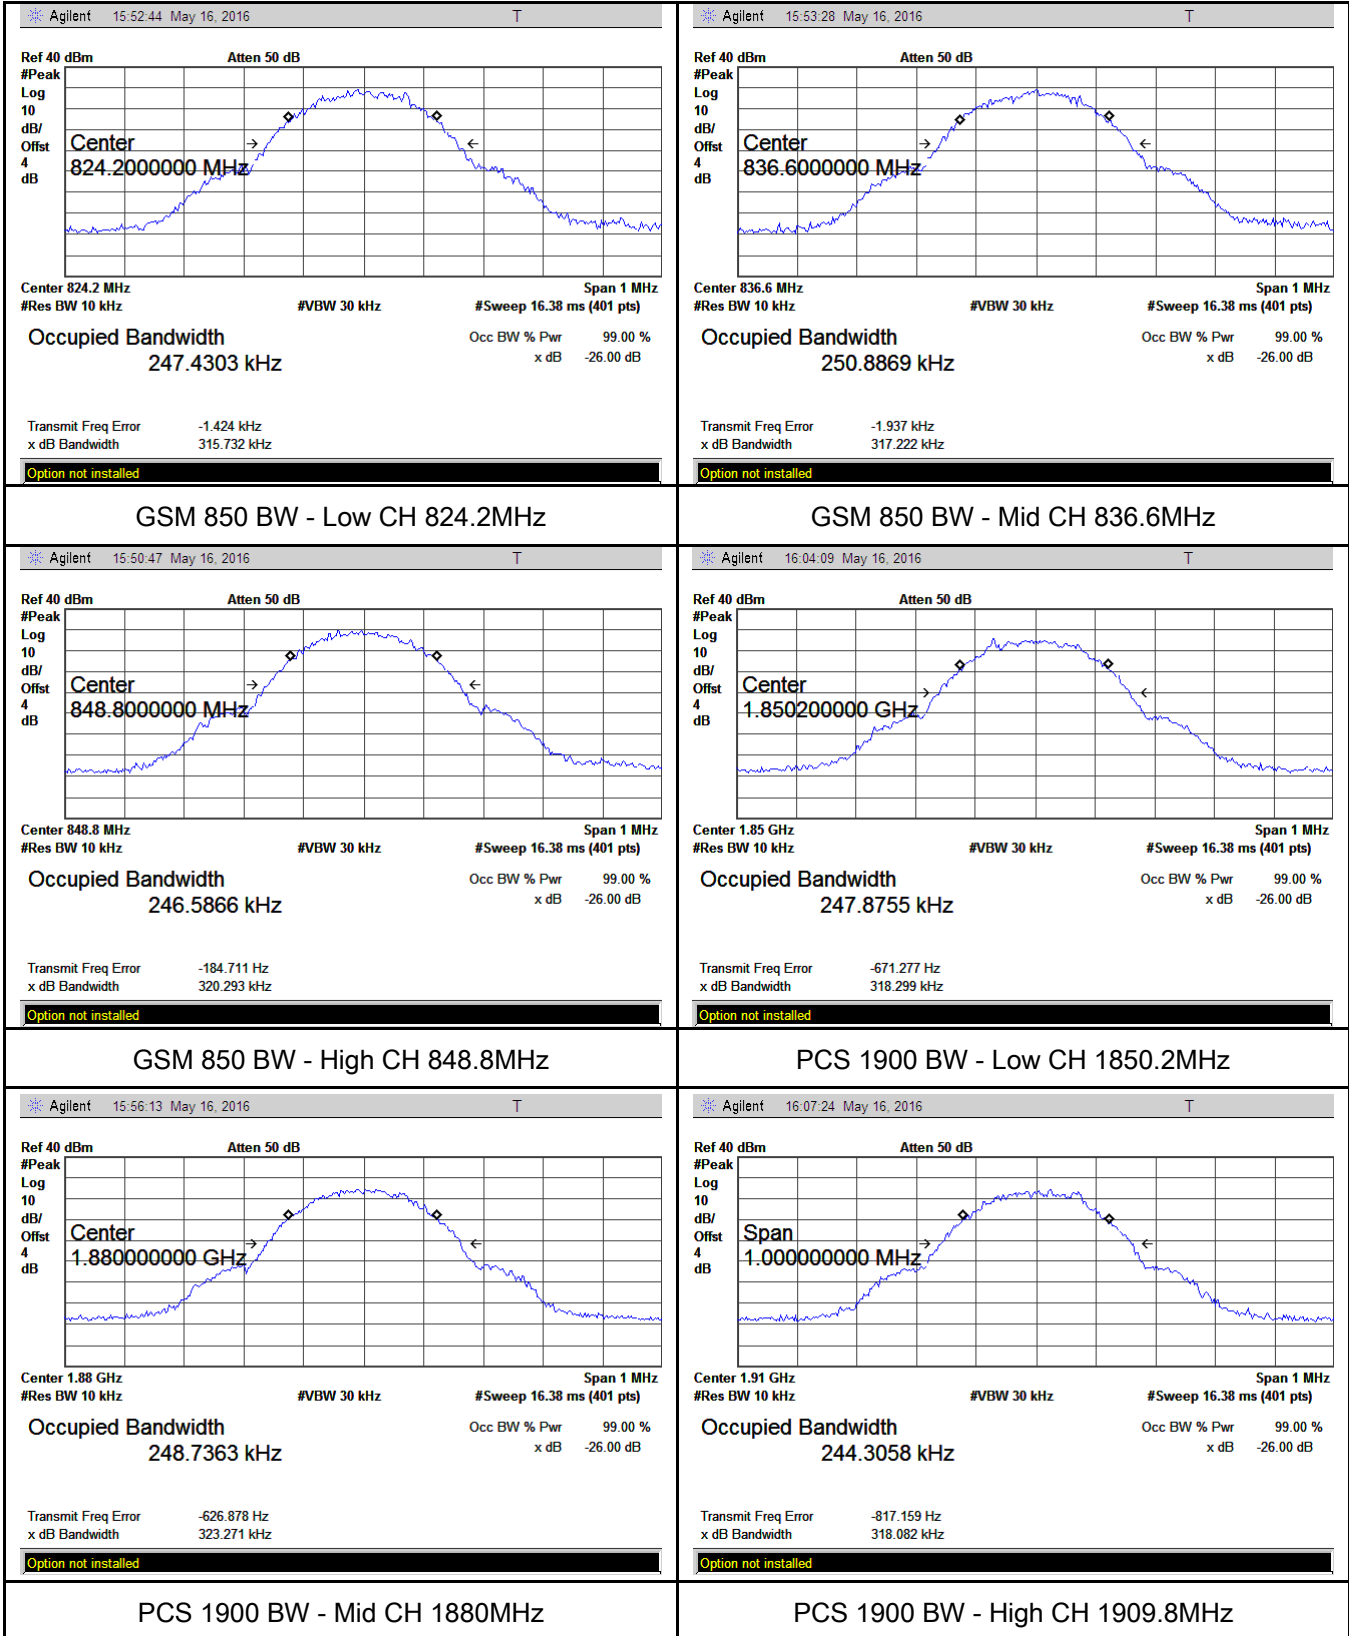 Agilent 15:52:44 May 16, 2016 T
Ref 40 dBm Atten 50 dB
#Peak
Log
10
dB/
Offst
4
dB
Center
824.2000000 MHz
Center 824.2 MHz Span 1 MHz
#Res BW 10 kHz #VBW 30 kHz #Sweep 16.38 ms (401 pts)
Occupied Bandwidth Occ BW % Pwr 99.00 %
247.4303 kHz x dB -26.00 dB
Transmit Freq Error -1.424 kHz
x dB Bandwidth 315.732 kHz
Option not installed
GSM 850 BW - Low CH 824.2MHz
Agilent 15:53:28 May 16, 2016 T
Ref 40 dBm Atten 50 dB
#Peak
Log
10
dB/
Offst
4
dB
Center
836.6000000 MHz
Center 836.6 MHz Span 1 MHz
#Res BW 10 kHz #VBW 30 kHz #Sweep 16.38 ms (401 pts)
Occupied Bandwidth Occ BW % Pwr 99.00 %
250.8869 kHz x dB -26.00 dB
Transmit Freq Error -1.937 kHz
x dB Bandwidth 317.222 kHz
Option not installed
GSM 850 BW - Mid CH 836.6MHz
Agilent 15:50:47 May 16, 2016 T
Ref 40 dBm Atten 50 dB
#Peak
Log
10
dB/
Offst
4
dB
Center
848.8000000 MHz
Center 848.8 MHz Span 1 MHz
#Res BW 10 kHz #VBW 30 kHz #Sweep 16.38 ms (401 pts)
Occupied Bandwidth Occ BW % Pwr 99.00 %
246.5866 kHz x dB -26.00 dB
Transmit Freq Error -184.711 Hz
x dB Bandwidth 320.293 kHz
Option not installed
GSM 850 BW - High CH 848.8MHz
Agilent 16:04:09 May 16, 2016 T
Ref 40 dBm Atten 50 dB
#Peak
Log
10
dB/
Offst
4
dB
Center
1.850200000 GHz
Center 1.85 GHz Span 1 MHz
#Res BW 10 kHz #VBW 30 kHz #Sweep 16.38 ms (401 pts)
Occupied Bandwidth Occ BW % Pwr 99.00 %
247.8755 kHz x dB -26.00 dB
Transmit Freq Error -671.277 Hz
x dB Bandwidth 318.299 kHz
Option not installed
PCS 1900 BW - Low CH 1850.2MHz
Agilent 15:56:13 May 16, 2016 T
Ref 40 dBm Atten 50 dB
#Peak
Log
10
dB/
Offst
4
dB
Center
1.880000000 GHz
Center 1.88 GHz Span 1 MHz
#Res BW 10 kHz #VBW 30 kHz #Sweep 16.38 ms (401 pts)
Occupied Bandwidth Occ BW % Pwr 99.00 %
248.7363 kHz x dB -26.00 dB
Transmit Freq Error -626.878 Hz
x dB Bandwidth 323.271 kHz
Option not installed
PCS 1900 BW - Mid CH 1880MHz
Agilent 16:07:24 May 16, 2016 T
Ref 40 dBm Atten 50 dB
#Peak
Log
10
dB/
Offst
4
dB
Span
1.000000000 MHz
Center 1.91 GHz Span 1 MHz
#Res BW 10 kHz #VBW 30 kHz #Sweep 16.38 ms (401 pts)
Occupied Bandwidth Occ BW % Pwr 99.00 %
244.3058 kHz x dB -26.00 dB
Transmit Freq Error -817.159 Hz
x dB Bandwidth 318.082 kHz
Option not installed
PCS 1900 BW - High CH 1909.8MHz